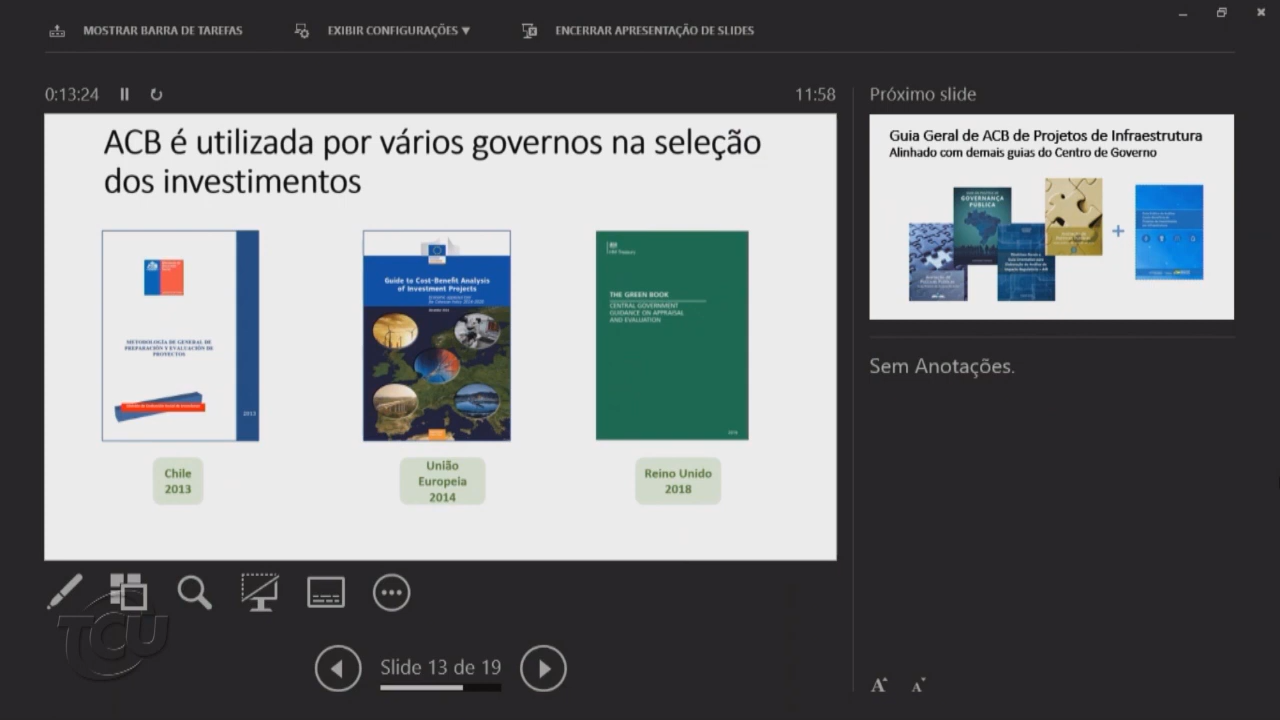 MOSTRAR BARRA DE TAREFAS
EXIBIR CONFIGURAÇÕES ▼
ENCERRAR APRESENTAÇÃO DE SLIDES
0:13:24
11:58
ACB é utilizada por vários governos na seleção
dos investimentos
METODOLOGÍA DE GENERAL DE
PREPARACIÓN Y EVALUACIÓN DE
PROYECTOS
2013
Chile
2013
Guide to Cost-Benefit Analysis
of Investment Projects
União
Europeia
2014
THE GREEN BOOK
CENTRAL GOVERNMENT
GUIDANCE ON APPRAISAL
AND EVALUATION
2018
Reino Unido
2018
Próximo slide
Guia Geral de ACB de Projetos de Infraestrutura
Alinhado com demais guias do Centro de Governo
GOVERNANÇA
PÚBLICA
+
Sem Anotações.
TCU
Slide 13 de 19
A A